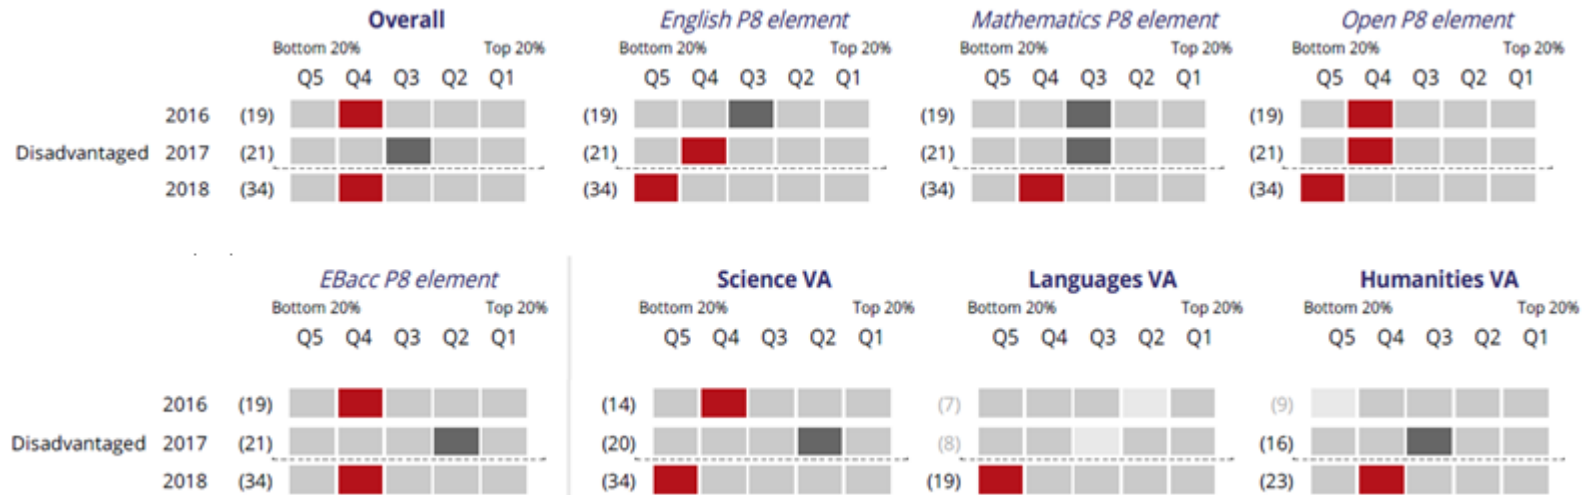 Overall English P8 element Mathematics P8 element Open P8 element
Bottom 20% Top 20% Bottom 20% Top 20% Bottom 20% Top 20% Bottom 20% Top 20%
Q5 Q4 Q3 Q2 Q1 Q5 Q4 Q3 Q2 Q1 Q5 Q4 Q3 Q2 Q1 Q5 Q4 Q3 Q2 Q1
2016 (19) (19) (19) (19)
Disadvantaged 2017 (21) (21) (21) (21)
2018 (34) (34) (34) (34)
EBacc P8 element Science VA Languages VA Humanities VA
Bottom 20% Top 20% Bottom 20% Top 20% Bottom 20% Top 20% Bottom 20% Top 20%
Q5 Q4 Q3 Q2 Q1 Q5 Q4 Q3 Q2 Q1 Q5 Q4 Q3 Q2 Q1 Q5 Q4 Q3 Q2 Q1
2016 (19) (14) (7) (9)
Disadvantaged 2017 (21) (20) (8) (16)
2018 (34) (34) (19) (23)